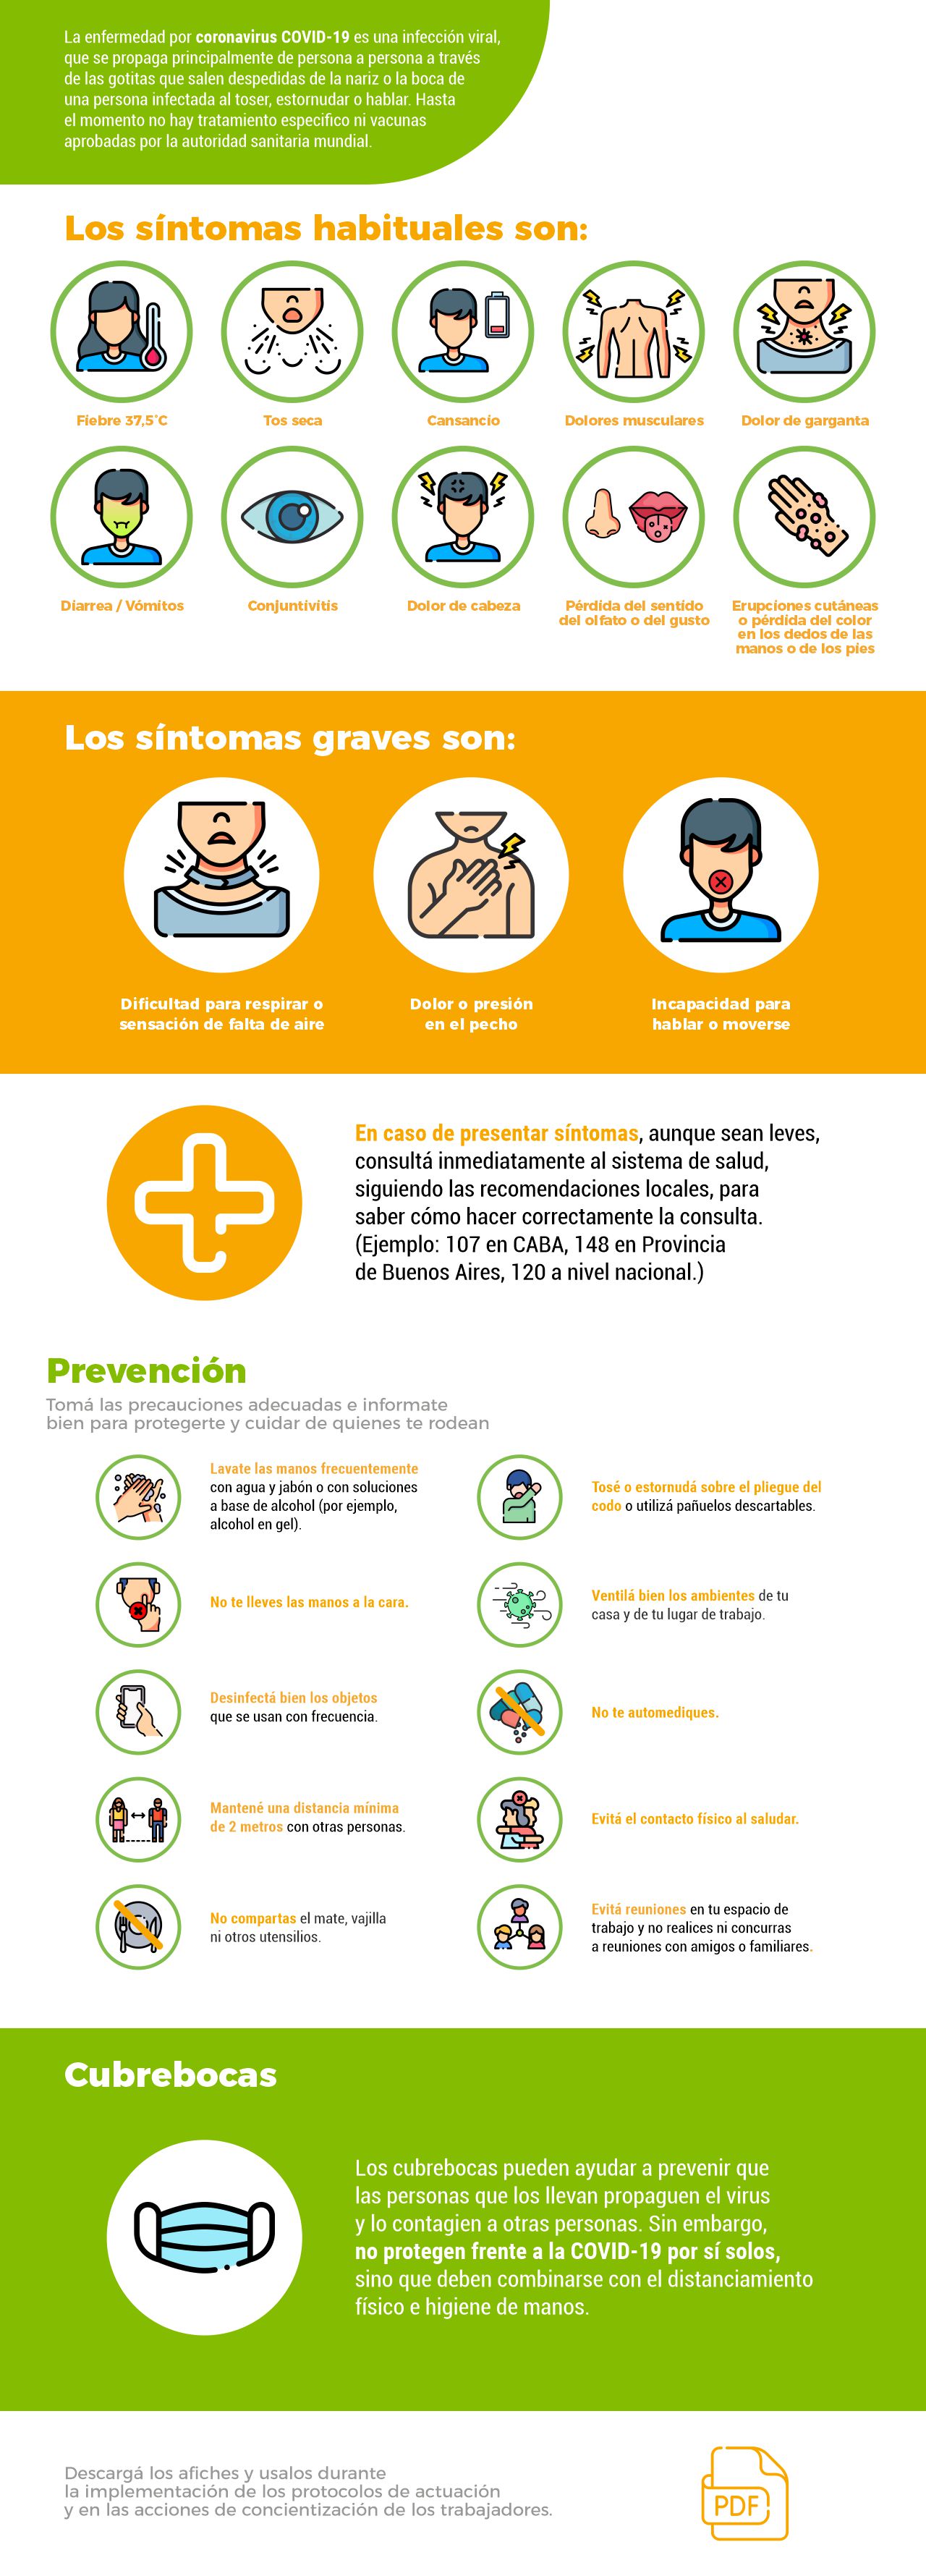 La enfermedad por coronavirus COVID-19 es una infección viral,
que se propaga principalmente de persona a persona a través
de las gotitas que salen despedidas de la nariz o la boca de
una persona infectada al toser, estornudar o hablar. Hasta
el momento no hay tratamiento especifico ni vacunas
aprobadas por la autoridad sanitaria mundial.
Los síntomas habituales son:
Fiebre 37,5°C
Tos seca
Cansancio
Dolores musculares
Dolor de garganta
Diarrea / Vómitos
Conjuntivitis
Dolor de cabeza
Pérdida del sentido
del olfato o del gusto
Erupciones cutáneas
o pérdida del color
en los dedos de las
manos o de los pies
Los síntomas graves son:
Dificultad para respirar o
sensación de falta de aire
Dolor o presión
en el pecho
Incapacidad para
hablar o moverse
En caso de presentar síntomas, aunque sean leves,
consultá inmediatamente al sistema de salud,
siguiendo las recomendaciones locales, para
saber cómo hacer correctamente la consulta.
(Ejemplo: 107 en CABA, 148 en Provincia
de Buenos Aires, 120 a nivel nacional.)
Prevención
Tomá las precauciones adecuadas e informate
bien para protegerte y cuidar de quienes te rodean
Lavate las manos frecuentemente
con agua y jabón o con soluciones
a base de alcohol (por ejemplo,
alcohol en gel).
Tosé o estornudá sobre el pliegue del
codo o utilizá pañuelos descartables.
No te lleves las manos a la cara.
Ventilá bien los ambientes de tu
casa y de tu lugar de trabajo.
Desinfectá bien los objetos
que se usan con frecuencia.
No te automediques.
Mantené una distancia mínima
de 2 metros con otras personas.
Evitá el contacto físico al saludar.
No compartas el mate, vajilla
ni otros utensilios.
Evitá reuniones en tu espacio de
trabajo y no realices ni concurras
a reuniones con amigos o familiares.
Cubrebocas
Los cubrebocas pueden ayudar a prevenir que
las personas que los llevan propaguen el virus
y lo contagien a otras personas. Sin embargo,
no protegen frente a la COVID-19 por sí solos,
sino que deben combinarse con el distanciamiento
físico e higiene de manos.
Descargá los afiches y usalos durante
la implementación de los protocolos de actuación
y en las acciones de concientización de los trabajadores.
PDF